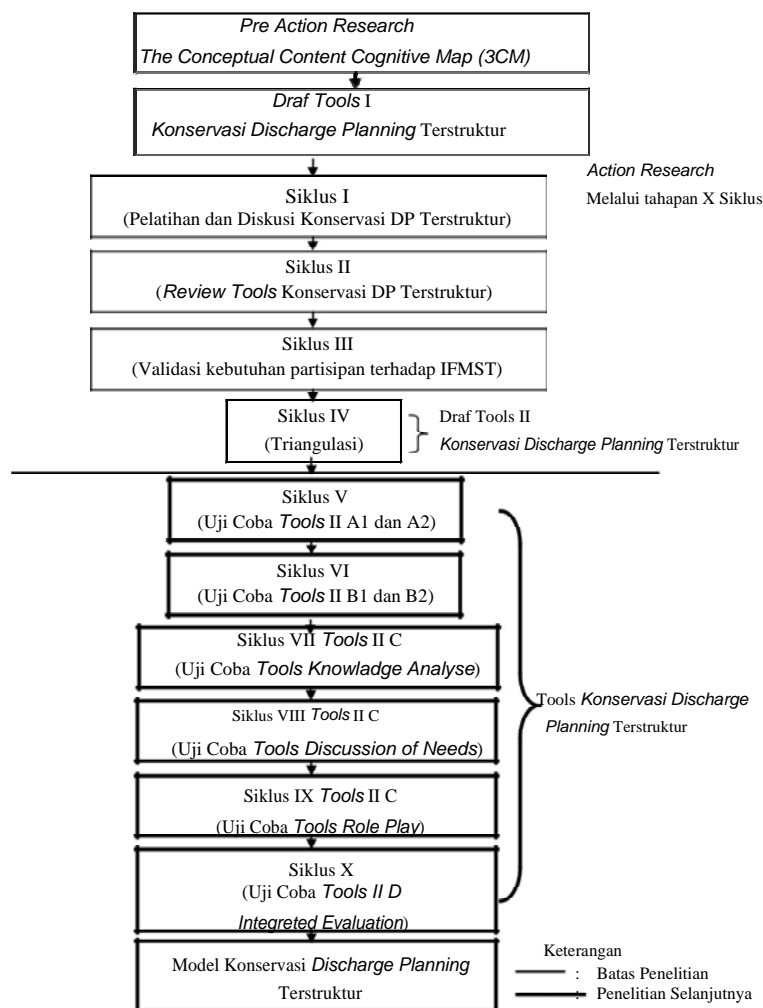 Pre Action Research
The Conceptual Content Cognitive Map (3CM)
Draf Tools I
Konservasi Discharge Planning Terstruktur
Action Research
Melalui tahapan X Siklus
Siklus I
(Pelatihan dan Diskusi Konservasi DP Terstruktur)
Siklus II
(Review Tools Konservasi DP Terstruktur)
Siklus III
(Validasi kebutuhan partisipan terhadap IFMST)
Siklus IV
(Triangulasi)
Draf Tools II
Konservasi Discharge Planning Terstruktur
Siklus V
(Uji Coba Tools II A1 dan A2)
Siklus VI
(Uji Coba Tools II B1 dan B2)
Siklus VII Tools II C
(Uji Coba Tools Knowladge Analyse)
Siklus VIII Tools II C
(Uji Coba Tools Discussion of Needs)
Siklus IX Tools II C
(Uji Coba Tools Role Play)
Siklus X
(Uji Coba Tools II D
Integreted Evaluation)
Tools Konservasi Discharge
Planning Terstruktur
Model Konservasi Discharge Planning
Terstruktur
Keterangan
: Batas Penelitian
: Penelitian Selanjutnya